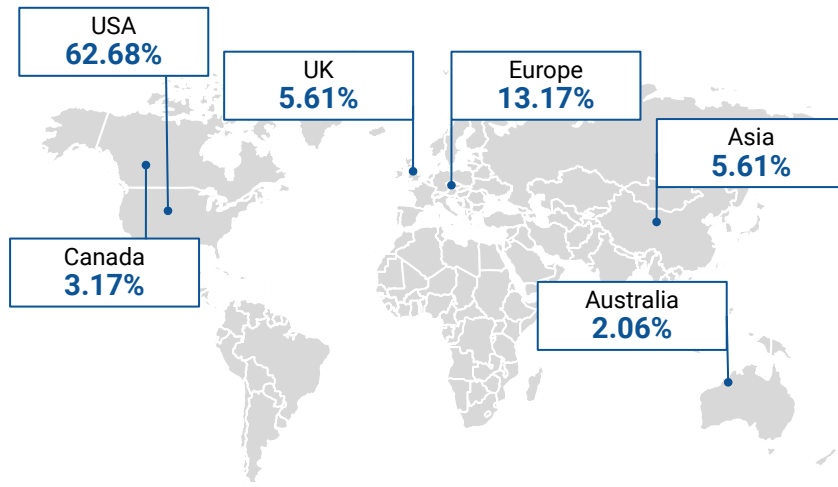 USA
62.68%
UK
5.61%
Europe
13.17%
Asia
5.61%
Canada
3.17%
Australia
2.06%